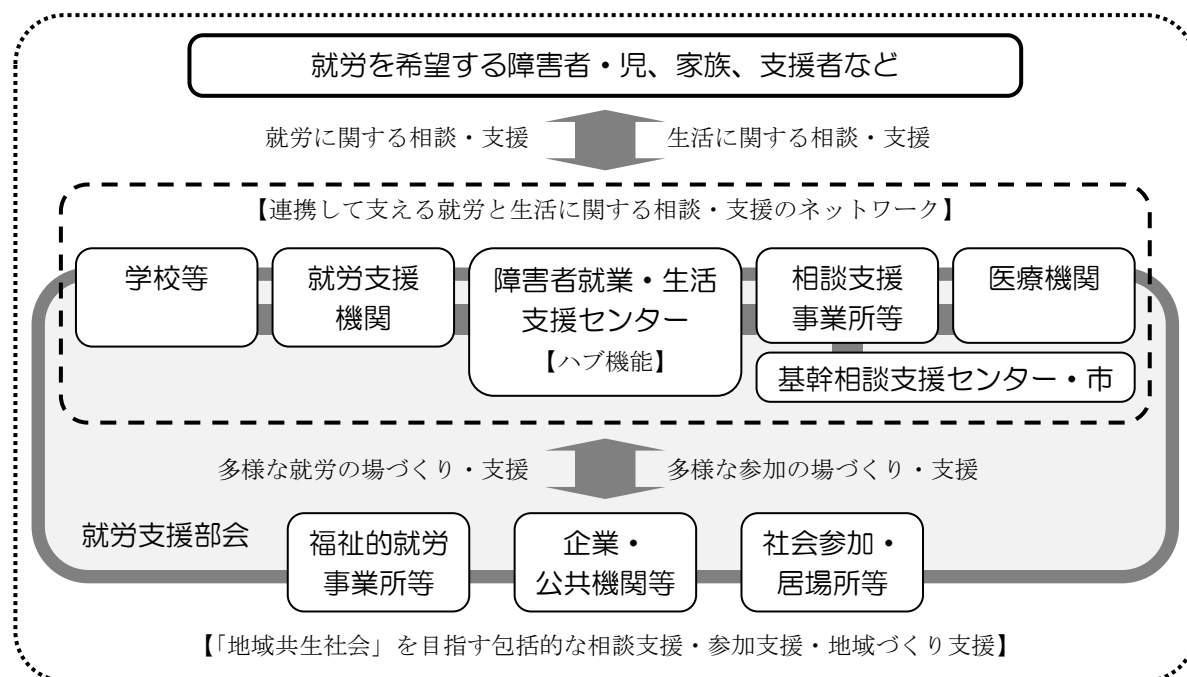 就労を希望する障害者・児、家族、支援者など
就労に関する相談・支援
生活に関する相談・支援
【連携して支える就労と生活に関する相談・支援のネットワーク】
学校等
就労支援
機関
障害者就業・生活
支援センター
【ハブ機能】
相談支援
事業所等
医療機関
基幹相談支援センター・市
多様な就労の場づくり・支援
多様な参加の場づくり・支援
就労支援部会
福祉的就労
事業所等
企業・
公共機関等
社会参加・
居場所等
【「地域共生社会」を目指す包括的な相談支援・参加支援・地域づくり支援】